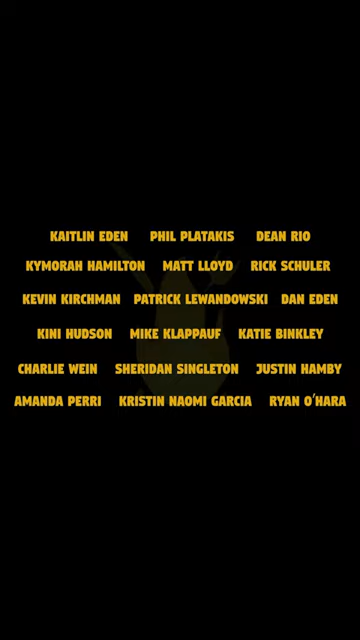 KAITLIN EDEN PHIL PLATAKIS DEAN RIO
KYMORAH HAMILTON MATT LLOYD RICK SCHULER
KEVIN KIRCHMAN PATRICK LEWANDOWSKI DAN EDEN
KINI HUDSON MIKE KLAPPAUF KATIE BINKLEY
CHARLIE WEIN SHERIDAN SINGLETON JUSTIN HAMBY
AMANDA PERRI KRISTIN NAOMI GARCIA RYAN O'HARA